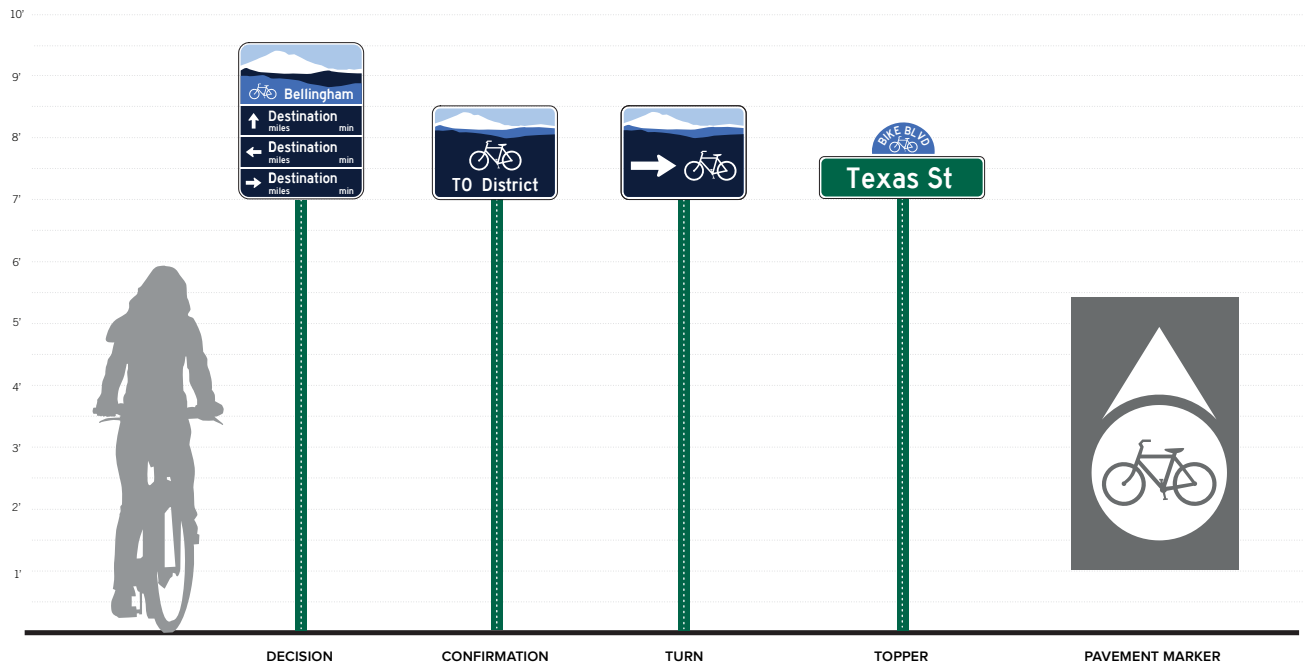 10’
9’
8’
7’
6’
5’
4’
3’
2’
1’
Bellingham
Destination
miles min
Destination
miles min
Destination
miles min
TO District
BIKE BLVD
Texas St
DECISION
CONFIRMATION
TURN
TOPPER
PAVEMENT MARKER